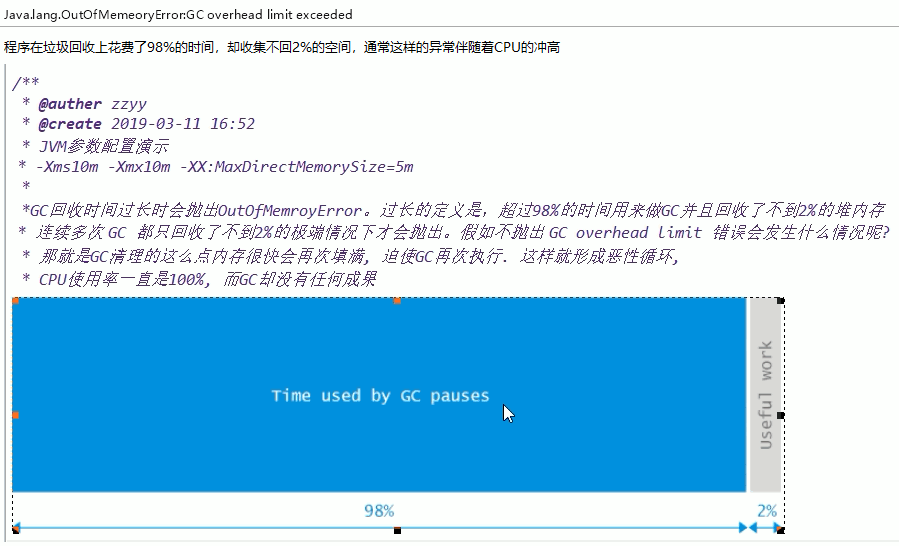 Java.lang.OutOfMemeoryError:GC overhead limit exceeded
程序在垃圾回收上花费了98%的时间，却收集不回2%的空间，通常这样的异常伴随着CPU的冲高
/**
* @auther zzyy
* @create 2019-03-11 16:52
* JVM参数配置演示
* -Xms10m -Xmx10m -XX:MaxDirectMemorySize=5m
*
*GC回收时间过长时会抛出OutOfMemroyError。过长的定义是，超过98%的时间用来做GC并且回收了不到2%的堆内存
* 连续多次 GC 都只回收了不到2%的极端情况下才会抛出。假如不抛出 GC overhead limit 错误会发生什么情况呢?
* 那就是GC清理的这么点内存很快会再次填满, 迫使GC再次执行. 这样就形成恶性循环,
* CPU使用率一直是100%, 而GC却没有任何成果
Time used by GC pauses
Useful work
98%
2%